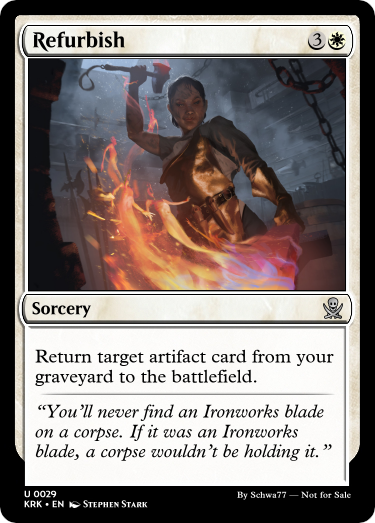 Refurbish 3
Sorcery
Return target artifact card from your
graveyard to the battlefield.
“You’ll never find an Ironworks blade
on a corpse. If it was an Ironworks
blade, a corpse wouldn’t be holding it.”
U 0029
KRK • EN STEPHEN STARK
By Schwa77 — Not for Sale